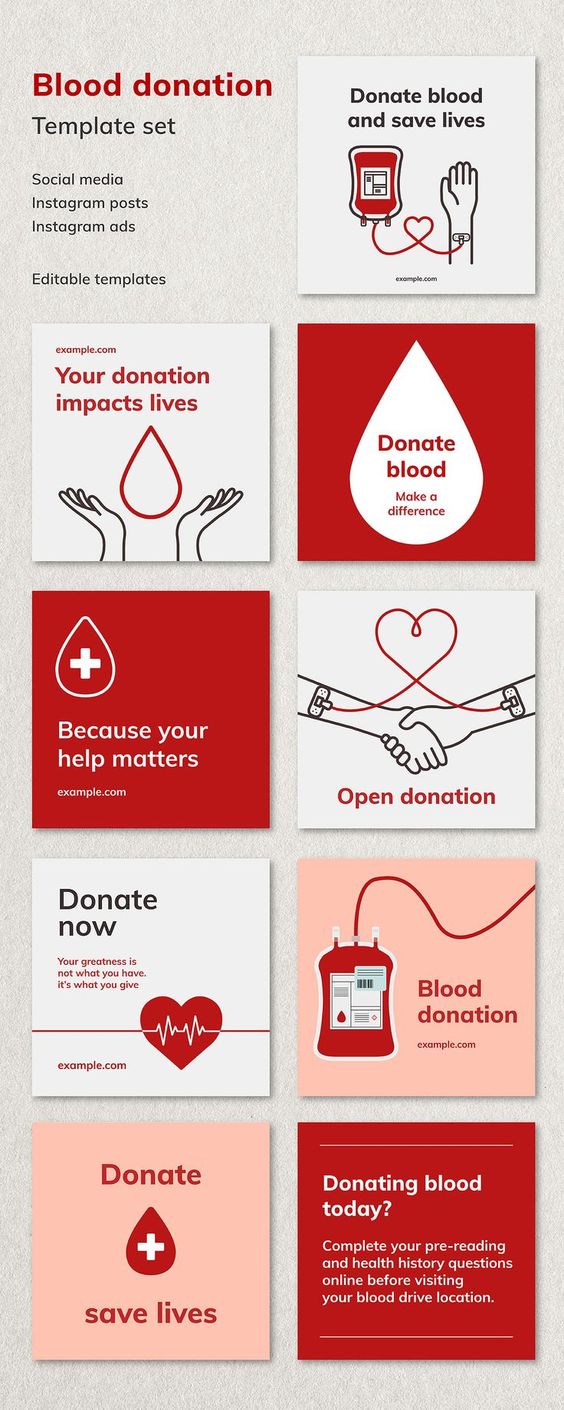 Blood donation
Template set
Social media
Instagram posts
Instagram ads
Editable templates
Donate blood
and save lives
example.com
example.com
Your donation
impacts lives
Donate
blood
Make a
difference
Because your
help matters
example.com
Open donation
Donate
now
Your greatness is
not what you have.
it's what you give
example.com
Blood
donation
example.com
Donate
save lives
Donating blood
today?
Complete your pre-reading
and health history questions
online before visiting
your blood drive location.